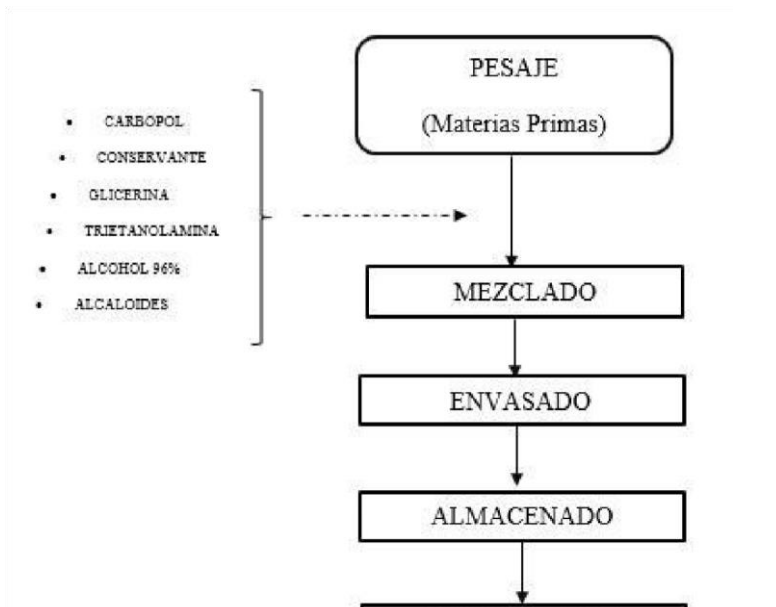 PESAJE
(Materias Primas)
• CARBOPOL
• CONSERVANTE
• GLICERINA
• TRIETANOLAMINA
• ALCOHOL 96%
• ALCALOIDES
MEZCLADO
ENVASADO
ALMACENADO